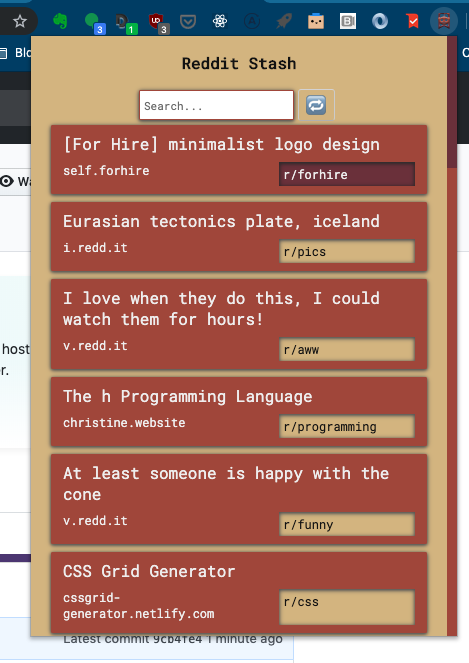 3
1
3
Blo
Reddit Stash
Search...
[For Hire] minimalist logo design
self.forhire
r/forhire
Eurasian tectonics plate, iceland
i.redd.it
r/pics
I love when they do this, I could
watch them for hours!
v.redd.it
r/aww
The h Programming Language
christine.website
r/programming
At least someone is happy with the
cone
v.redd.it
r/funny
CSS Grid Generator
cssgrid-
generator.netlify.com
r/css
host
r.
Latest commit 9cb4fe4 1 minute ago